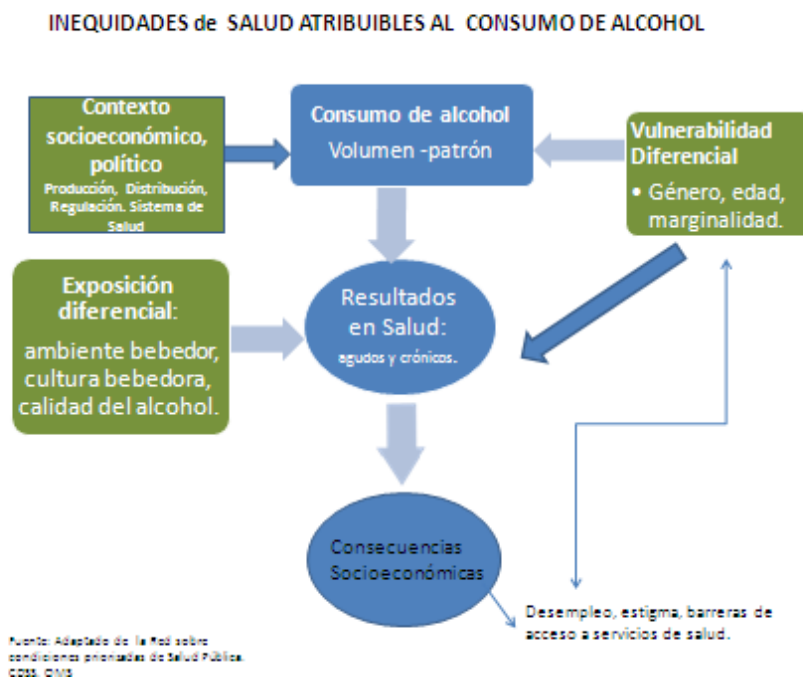 INEQUIDADES de SALUD ATRIBUIBLES AL CONSUMO DE ALCOHOL
Contexto
socioeconómico,
político
Producción, Distribución,
Regulación. Sistema de
Salud
Consumo de alcohol
Volumen -patrón
Vulnerabilidad
Diferencial
• Género, edad,
marginalidad.
Exposición
diferencial:
ambiente bebedor,
cultura bebedora,
calidad del alcohol.
Resultados
en Salud:
agudos y crónicos.
Consecuencias
Socioeconómicas
Desempleo, estigma, barreras de
acceso a servicios de salud.
Fuente: Adaptado de la Red sobre
condiciones priorizadas de Salud Pública.
CDSS, OMS